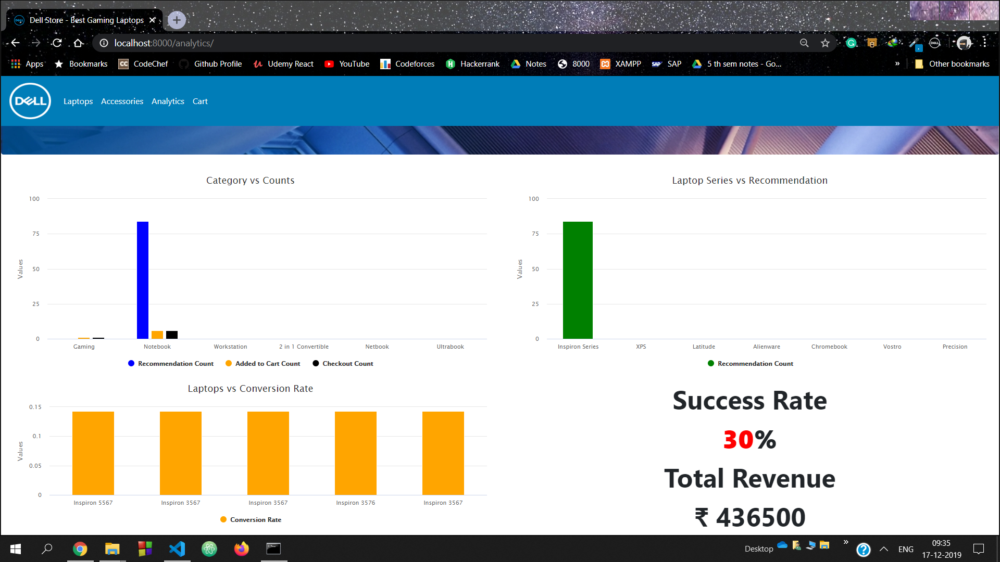 Dell Store - Best Gaming Laptops
localhost:8000/analytics/
Apps Bookmarks CC CodeChef Github Profile Udemy React YouTube Codeforces Hackerrank Notes 8000 XAMPP SAP SAP 5 th sem notes - Go... » Other bookmarks
DELL Laptops Accessories Analytics Cart
Category vs Counts
100
75
50
25
0
Values
Gaming Notebook Workstation 2 in 1 Convertible Netbook Ultrabook
Recommendation Count Added to Cart Count Checkout Count
Laptop Series vs Recommendation
100
75
50
25
0
Values
Inspiron Series XPS Latitude Alienware Chromebook Vostro Precision
Recommendation Count
Laptops vs Conversion Rate
0.15
0.1
0.05
0
Values
Inspiron 5567 Inspiron 3567 Inspiron 3567 Inspiron 3576 Inspiron 3567
Conversion Rate
Success Rate
30%
Total Revenue
₹ 436500
Desktop » ENG 09:35
17-12-2019